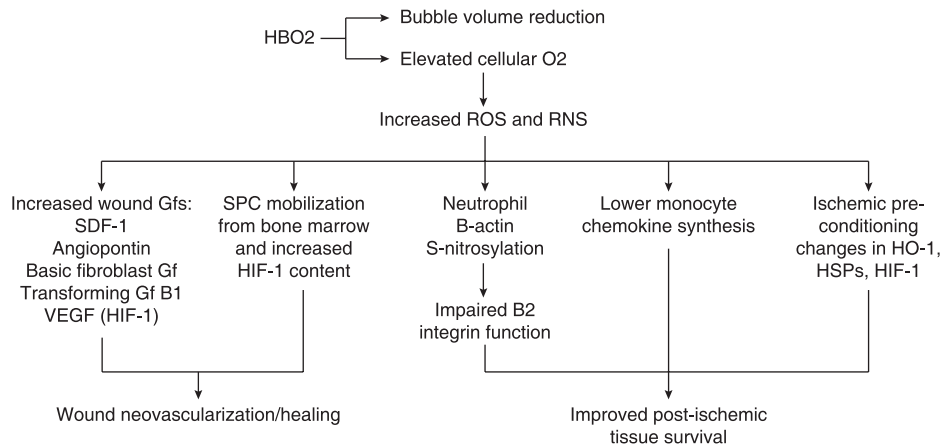 Bubble volume reduction
HBO2
Elevated cellular O2
Increased ROS and RNS
Increased wound Gfs:
SDF-1
Angiopontin
Basic fibroblast Gf
Transforming Gf B1
VEGF (HIF-1)
SPC mobilization
from bone marrow
and increased
HIF-1 content
Neutrophil
B-actin
S-nitrosylation
Impaired B2
integrin function
Lower monocyte
chemokine synthesis
Ischemic pre-
conditioning
changes in HO-1,
HSPs, HIF-1
Wound neovascularization/healing
Improved post-ischemic
tissue survival